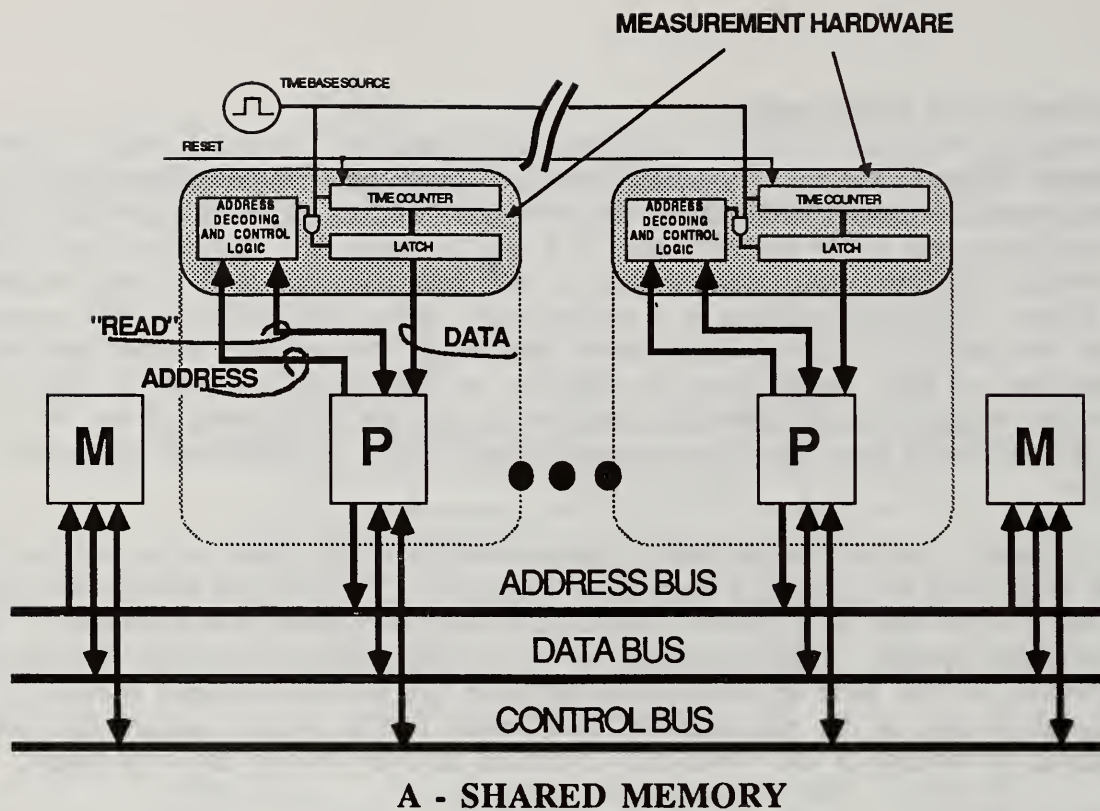 MEASUREMENT HARDWARE
TIME BASE SOURCE
RESET
ADDRESS
DECODING
AND CONTROL
LOGIC
TIME COUNTER
LATCH
ADDRESS
DECODING
AND CONTROL
LOGIC
TIME COUNTER
LATCH
"READ"
DATA
ADDRESS
M
P
P
M
ADDRESS BUS
DATA BUS
CONTROL BUS
A - SHARED MEMORY